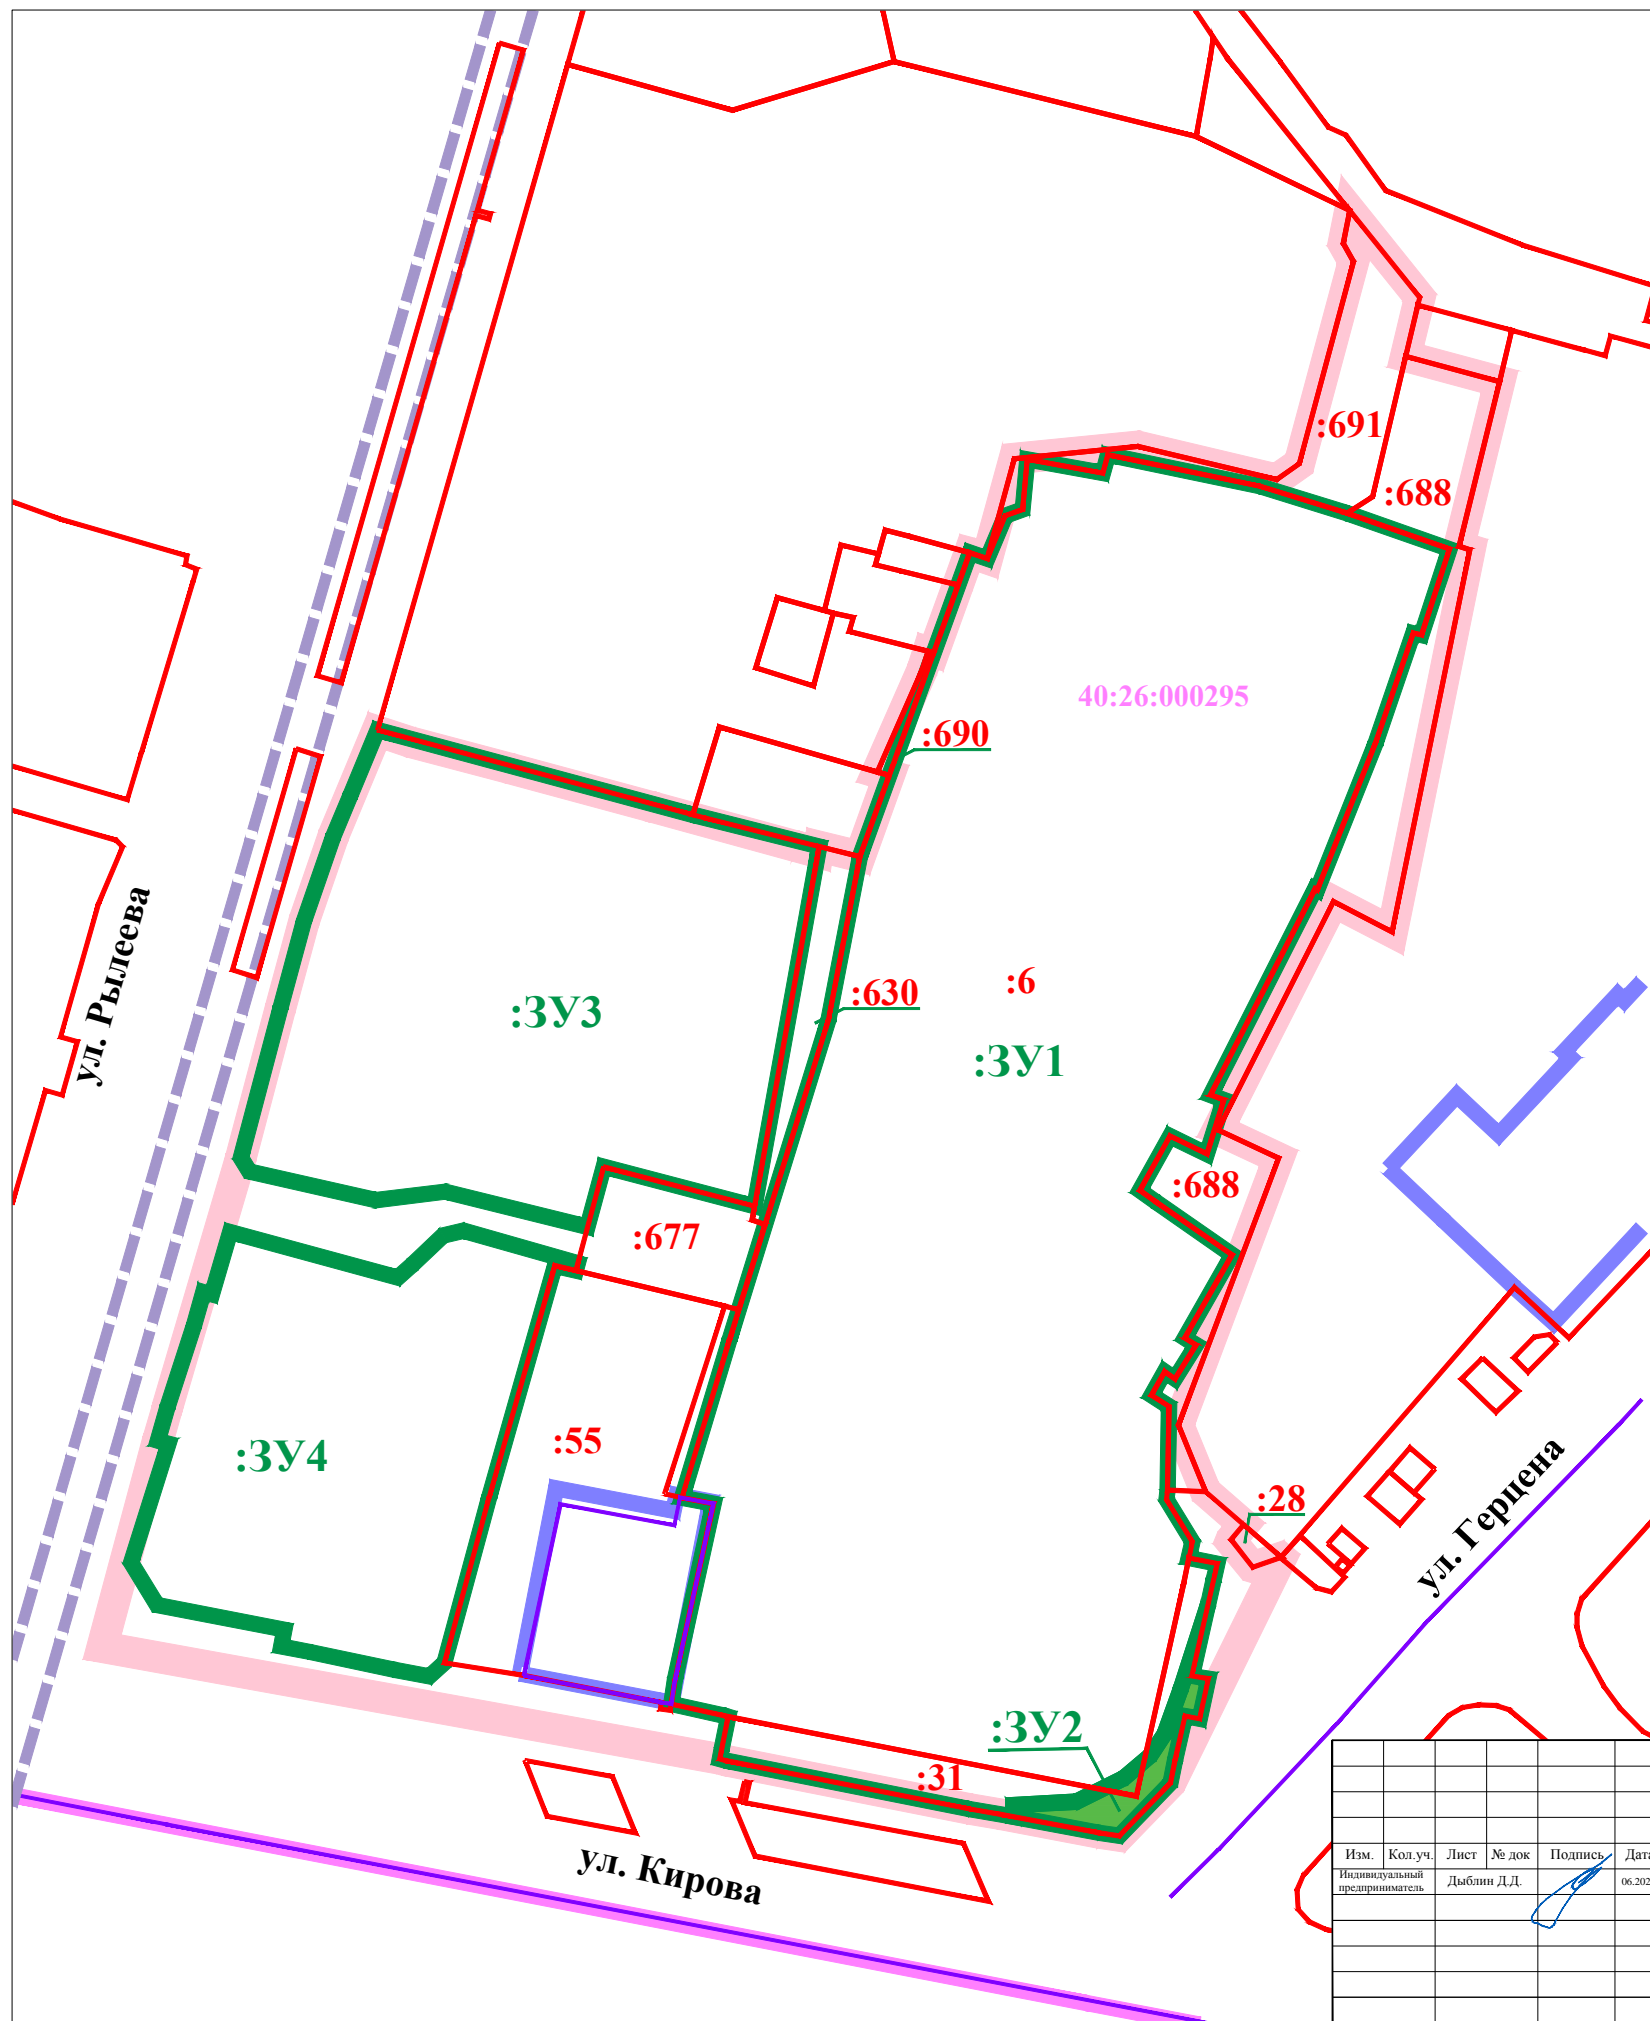 :691
:688
40:26:000295
:690
:6
:630
:ЗУ3
:ЗУ1
ул. Рылеева
:688
:677
:55
:ЗУ4
:28
ул. Герцена
:ЗУ2
:31
ул. Кирова
Изм. Кол.уч. Лист № док Подпись Дата
Индивидуальный
предприниматель
Дыблин Д.Д.